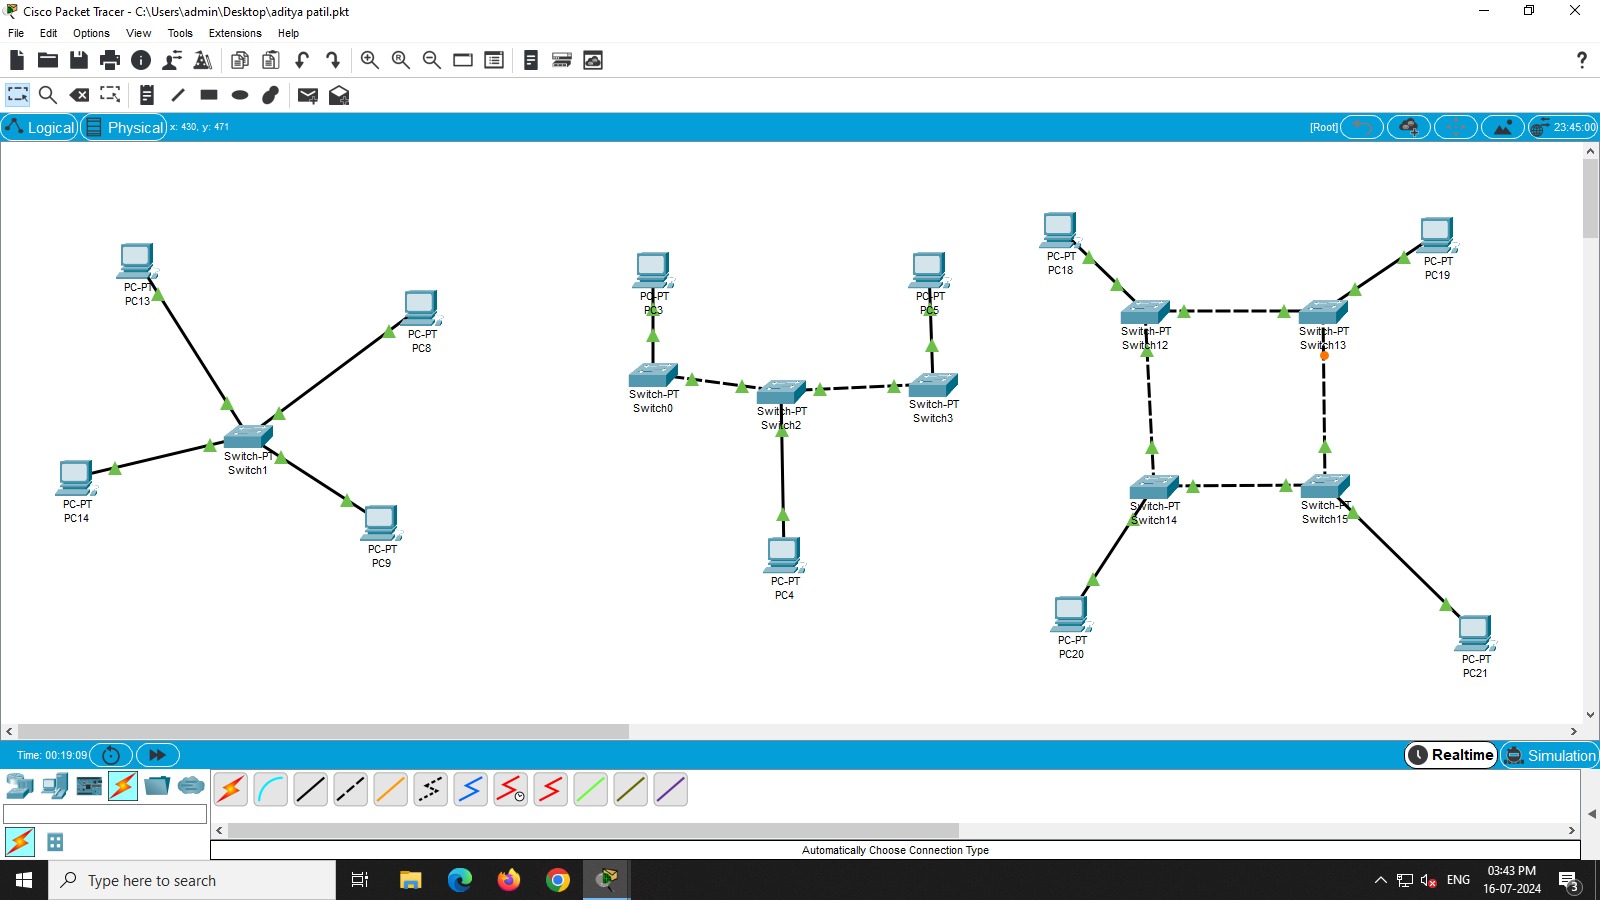 Cisco Packet Tracer - C:\Users\admin\Desktop\aditya patil.pkt
File Edit Options View Tools Extensions Help
?
Logical Physical x: 430, y: 471 [Root] 23:45:00
PC-PT
PC13
PC-PT
PC8
Switch-PT
Switch1
PC-PT
PC14
PC-PT
PC9
PC-PT
PC3
PC-PT
PC5
Switch-PT
Switch0
Switch-PT
Switch2
Switch-PT
Switch3
PC-PT
PC4
PC-PT
PC18
PC-PT
PC19
Switch-PT
Switch12
Switch-PT
Switch13
Switch-PT
Switch14
Switch-PT
Switch15
PC-PT
PC20
PC-PT
PC21
Time: 00:19:09 Realtime Simulation
Automatically Choose Connection Type
Type here to search
ENG
03:43 PM
16-07-2024
3